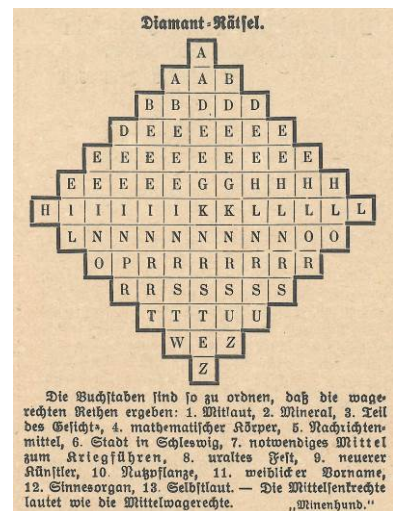 Diamant-Rätsel.
A
A A B
B B D D D
D E E E E E E
E E E E E E E E E
E E E E E G G H H H H
H I I I I I K K L L L L L
L N N N N N N N N O O
O P R R R R R R R
R R S S S S S
T T T U U
W E Z
Z
Die Buchstaben sind so zu ordnen, daß die wage-
rechten Reihen ergeben: 1. Mitlaut, 2. Mineral, 3. Teil
des Gesichts, 4. mathematischer Körper, 5. Nachrichten-
mittel, 6. Stadt in Schleswig, 7. notwendiges Mittel
zum Kriegführen, 8. uraltes Fest, 9. neuerer
Künstler, 10. Nutzpflanze, 11. weiblicher Vorname,
12. Sinnesorgan, 13. Selbstlaut. — Die Mittelsenkrechte
lautet wie die Mittelwagerechte. „Minenhund."